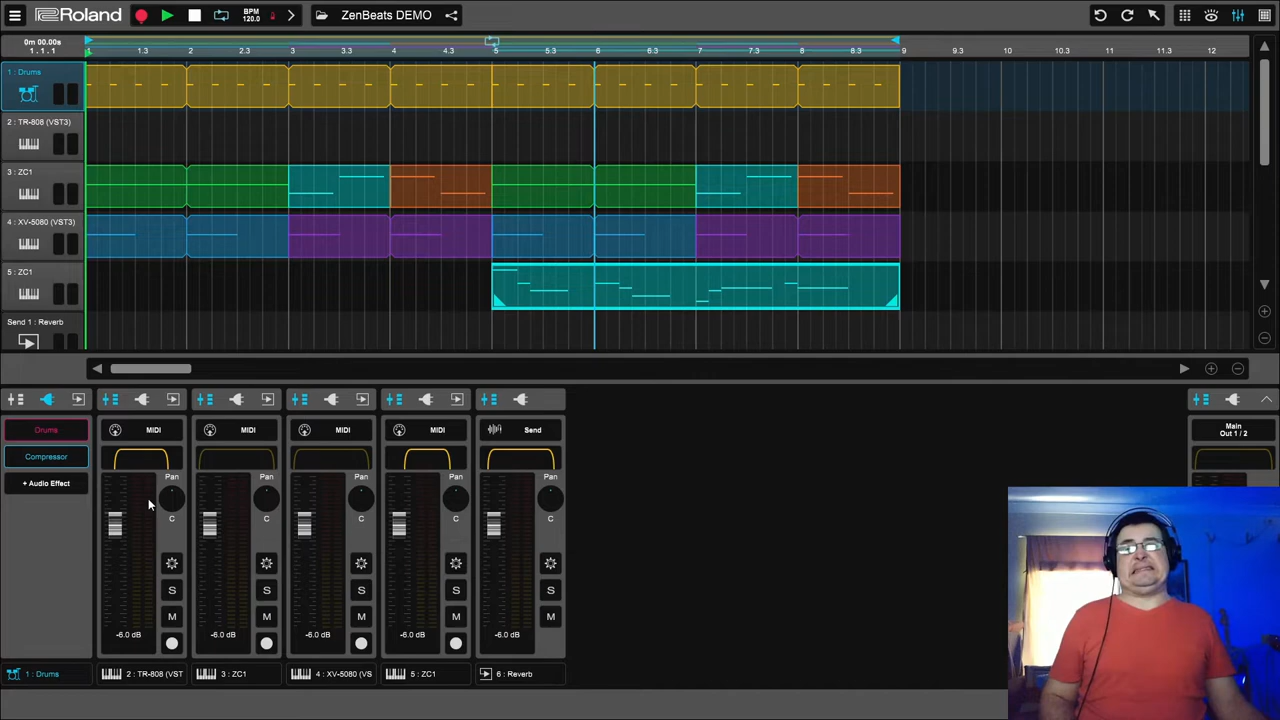 Roland
BPM
120.0
ZenBeats DEMO
0m 00.00s
1. 1. 1. 1
1 1.3 2 2.3 3 3.3 4 4.3 5 5.3 6 6.3 7 7.3 8 8.3 9 9.3 10 10.3 11 11.3 12
1 : Drums
2 : TR-808 (VST3)
3 : ZC1
4 : XV-5080 (VST3)
5 : ZC1
Send 1 : Reverb
Drums MIDI MIDI MIDI MIDI Send Main
Out 1 / 2
Compressor
+ Audio Effect
Pan Pan Pan Pan Pan
C C C C C
S S S S S
M M M M M
-6.0 dB -6.0 dB -6.0 dB -6.0 dB -6.0 dB
1 : Drums 2 : TR-808 (VST 3 : ZC1 4 : XV-5080 (VS 5 : ZC1 6 : Reverb